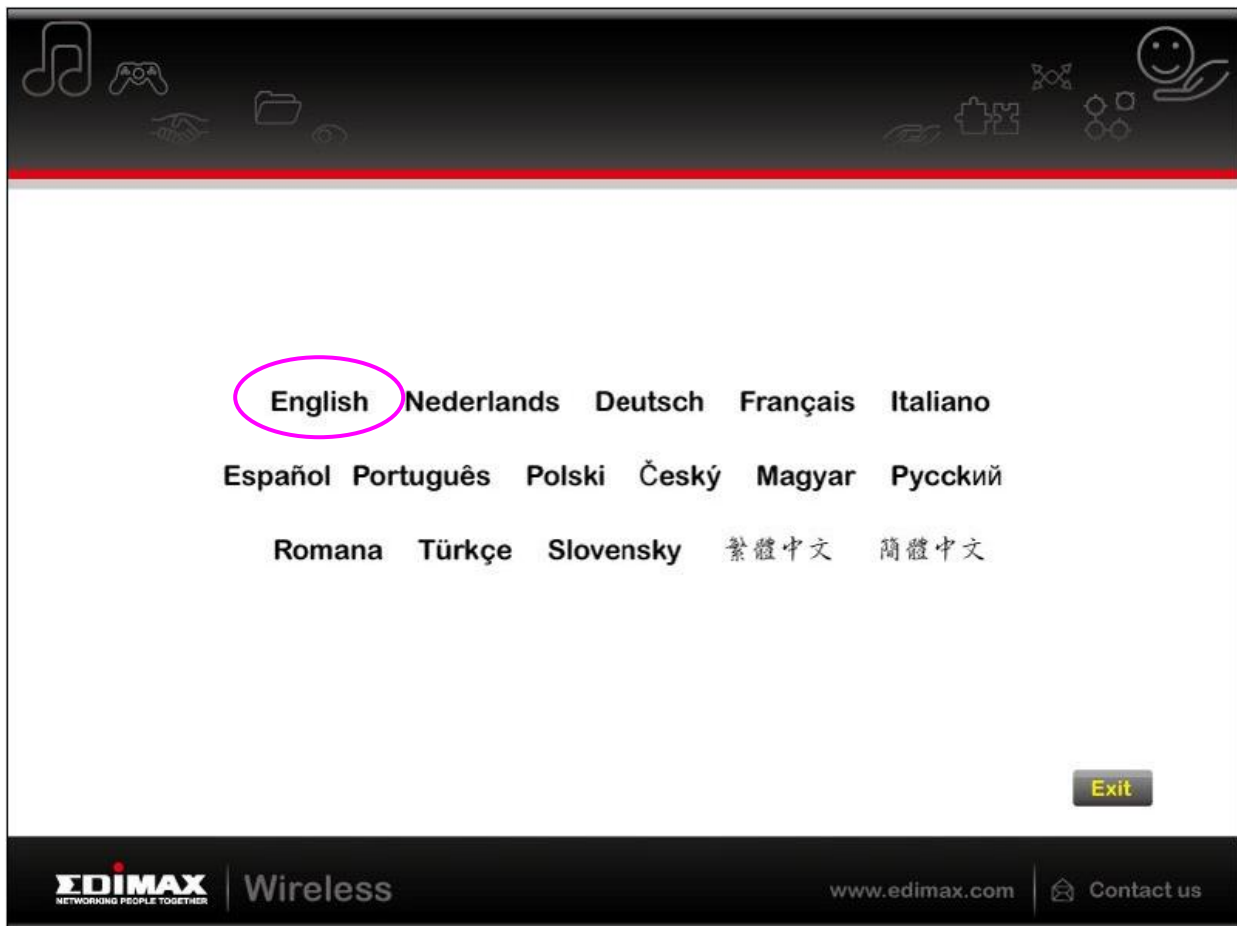 English Nederlands Deutsch Français Italiano
Español Português Polski Český Magyar Pyccкий
Romana Türkçe Slovensky 繁體中文 簡體中文
Exit
EDiMAX Wireless www.edimax.com Contact us
NETWORKING PEOPLE TOGETHER